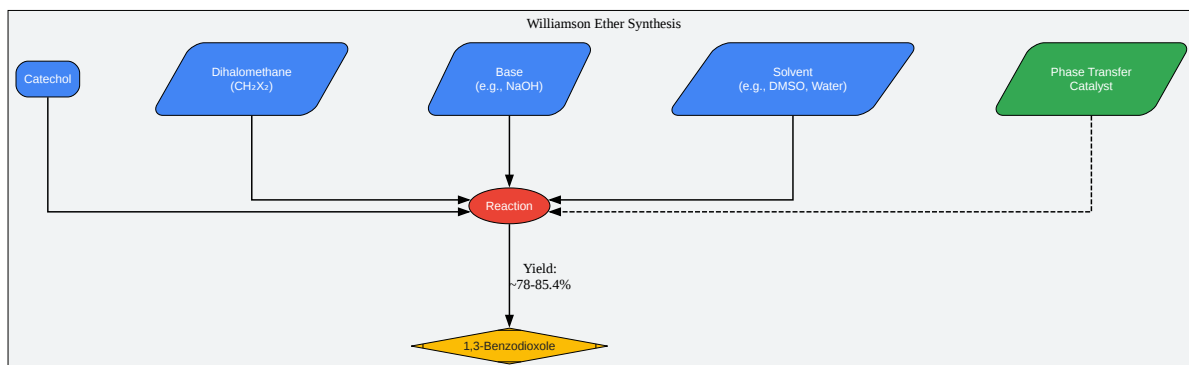 Williamson Ether Synthesis
Catechol
Dihalomethane
(CH₂X₂)
Base
(e.g., NaOH)
Solvent
(e.g., DMSO, Water)
Phase Transfer
Catalyst
Reaction
Yield:
~78-85.4%
1,3-Benzodioxole